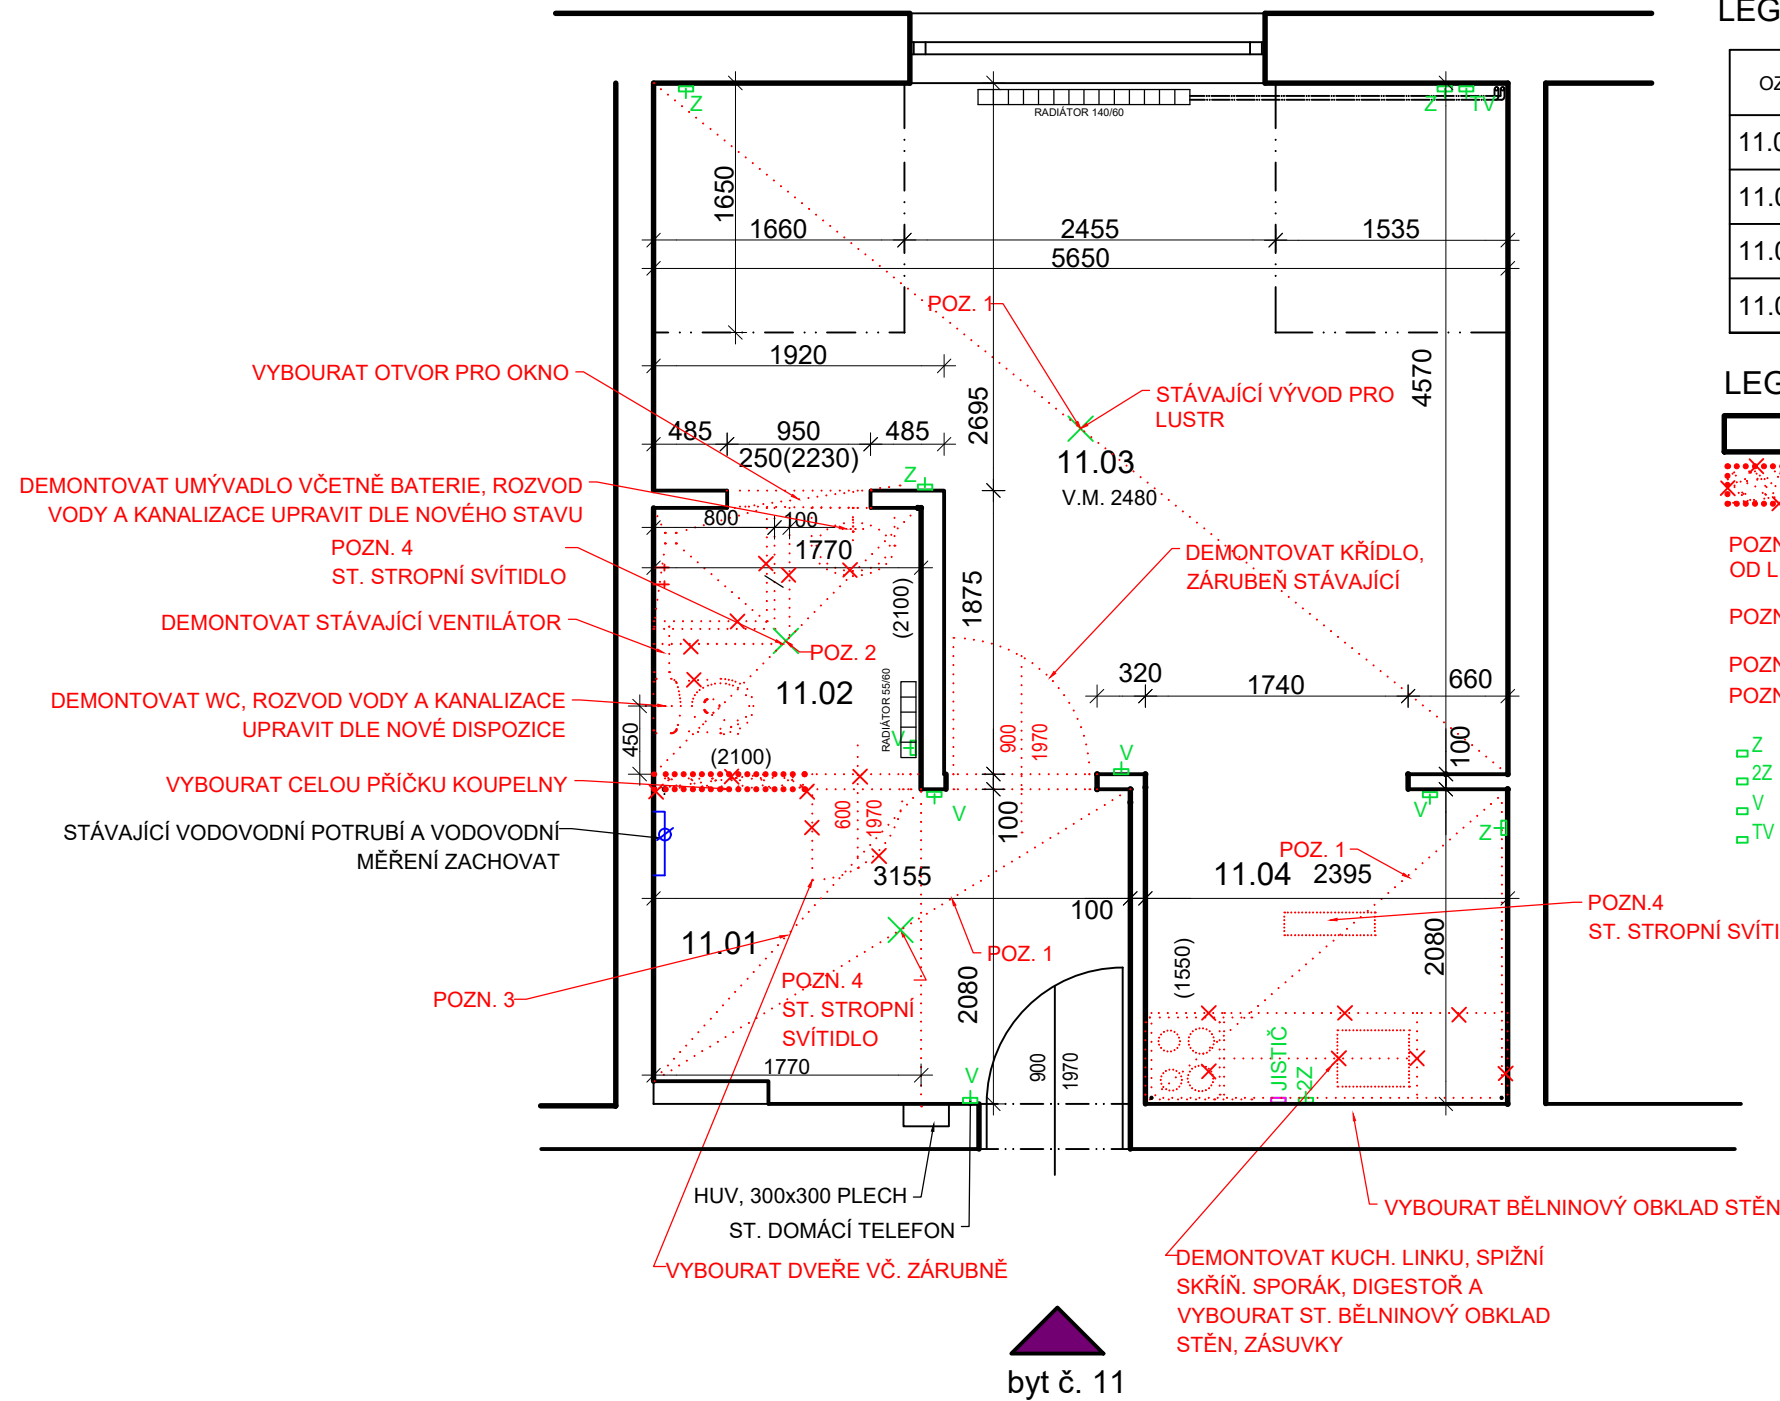 LEG
OZ
11.0
11.0
11.0
11.0
LEG
POZN
OD L
POZN
POZN
POZN
Z
2Z
V
TV
Z
RADIÁTOR 140/60
Z
TV
1650
1660
2455
1535
5650
POZ. 1
1920
VYBOURAT OTVOR PRO OKNO
STÁVAJÍCÍ VÝVOD PRO
LUSTR
2695
4570
485
950
485
250(2230)
11.03
V.M. 2480
Z
DEMONTOVAT UMÝVADLO VČETNĚ BATERIE, ROZVOD
VODY A KANALIZACE UPRAVIT DLE NOVÉHO STAVU
800
100
1770
POZN. 4
ST. STROPNÍ SVÍTIDLO
DEMONTOVAT KŘÍDLO,
ZÁRUBEŇ STÁVAJÍCÍ
(2100)
1875
DEMONTOVAT STÁVAJÍCÍ VENTILÁTOR
POZ. 2
11.02
RADIÁTOR 55/60
320
1740
660
DEMONTOVAT WC, ROZVOD VODY A KANALIZACE
UPRAVIT DLE NOVÉ DISPOZICE
450
V
900
1970
V
100
(2100)
VYBOURAT CELOU PŘÍČKU KOUPELNY
600
1970
V
100
V
Z
STÁVAJÍCÍ VODOVODNÍ POTRUBÍ A VODOVODNÍ
MĚŘENÍ ZACHOVAT
POZ. 1
3155
11.04
2395
100
POZN.4
ST. STROPNÍ SVÍTI
11.01
POZ. 1
2080
(1550)
2080
POZN. 3
POZN. 4
ST. STROPNÍ
SVÍTIDLO
1770
V
900
1970
JISTIČ
2Z
HUV, 300x300 PLECH
ST. DOMÁCÍ TELEFON
VYBOURAT BĚLNINOVÝ OBKLAD STĚN
VYBOURAT DVEŘE VČ. ZÁRUBNĚ
DEMONTOVAT KUCH. LINKU, SPIŽNÍ
SKŘÍŇ. SPORÁK, DIGESTOŘ A
VYBOURAT ST. BĚLNINOVÝ OBKLAD
STĚN, ZÁSUVKY
byt č. 11